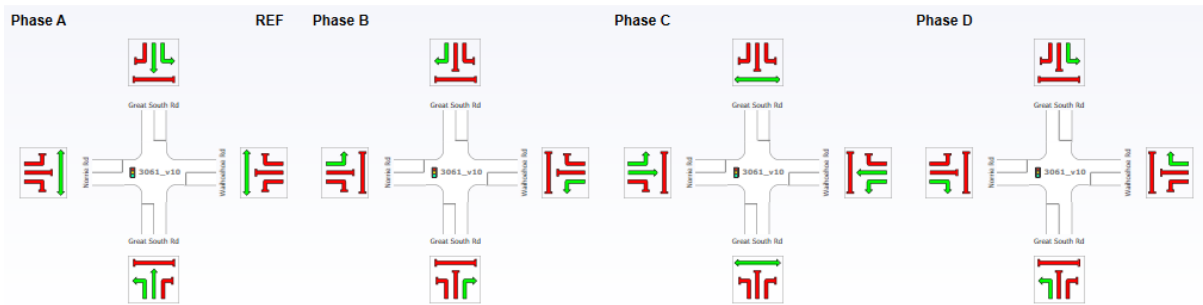 Phase A
REF
Phase B
Phase C
Phase D
Great South Rd
Great South Rd
Great South Rd
Great South Rd
Norrie Rd
3061_v10
Waihoehoe Rd
Norrie Rd
3061_v10
Waihoehoe Rd
Norrie Rd
3061_v10
Waihoehoe Rd
Norrie Rd
3061_v10
Waihoehoe Rd
Great South Rd
Great South Rd
Great South Rd
Great South Rd